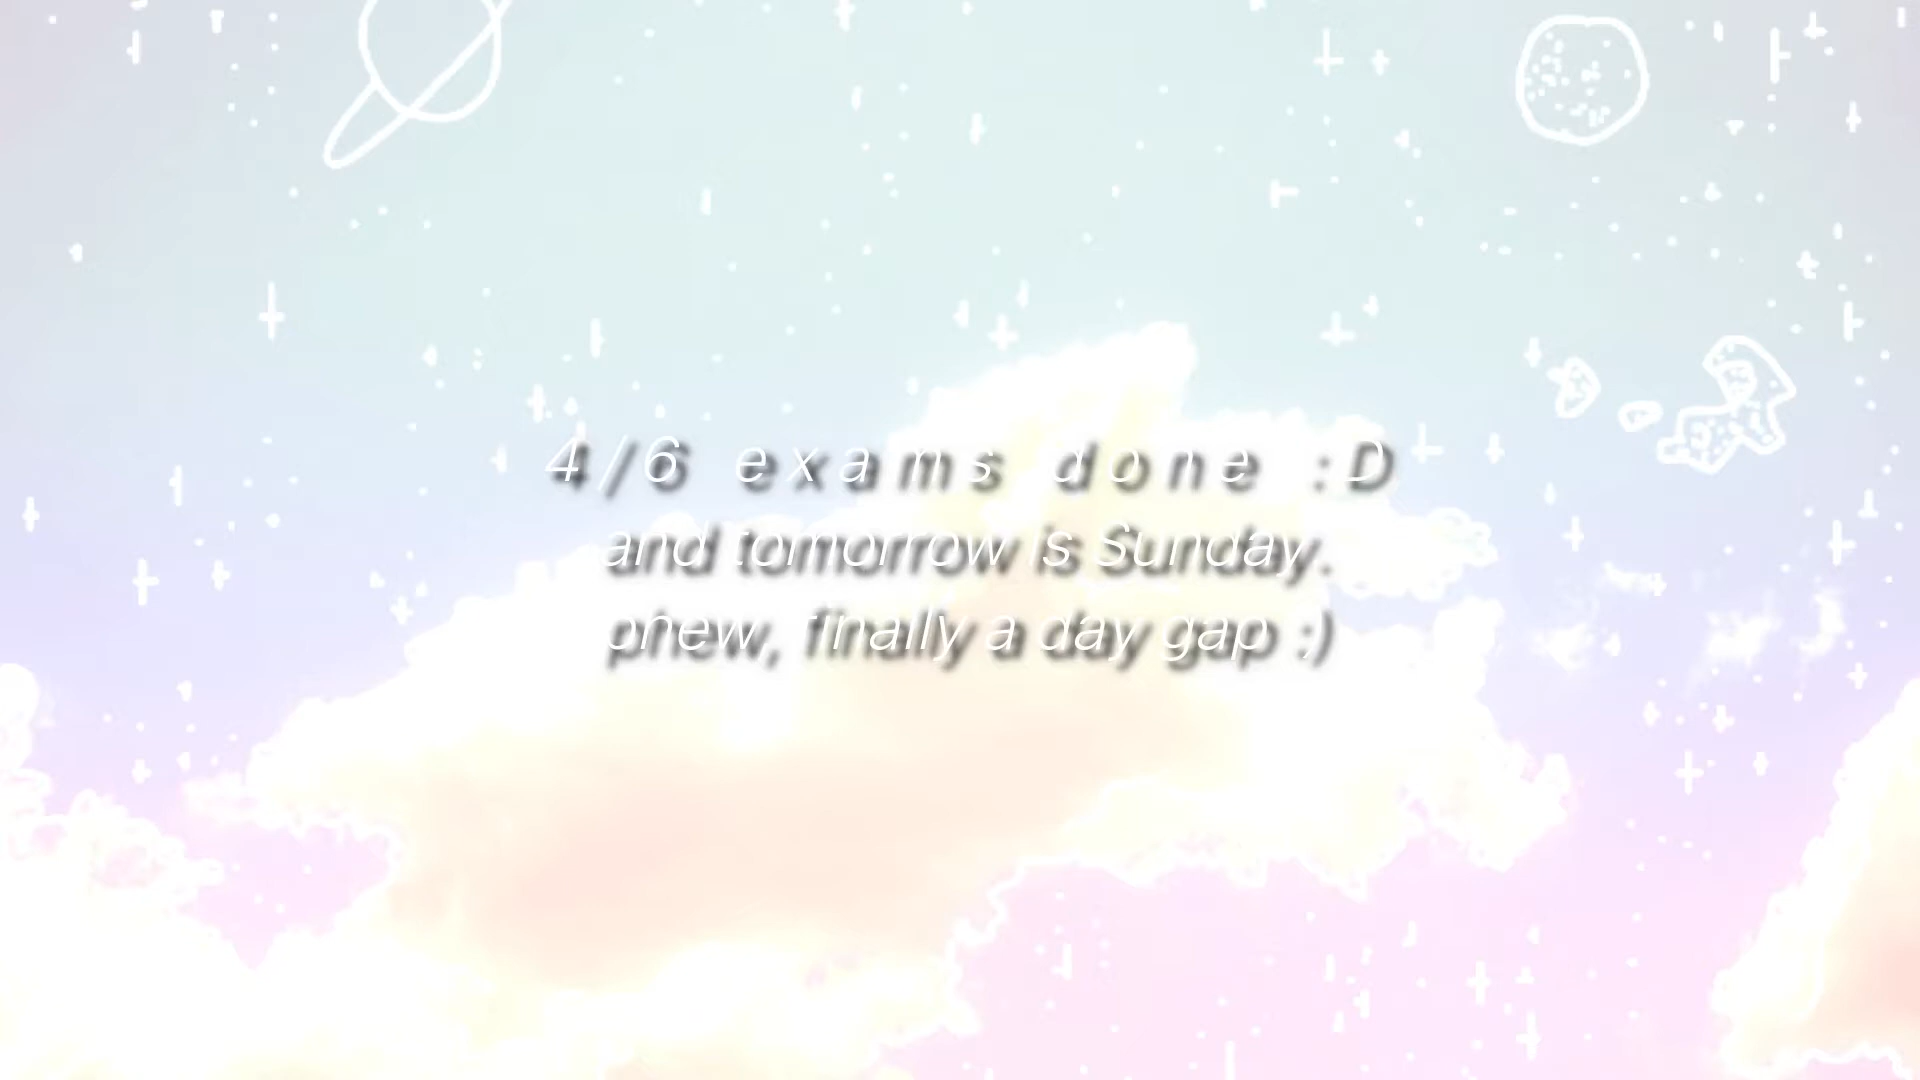 4/6 exams done :D
and tomorrow is Sunday.
phew, finally a day gap :)